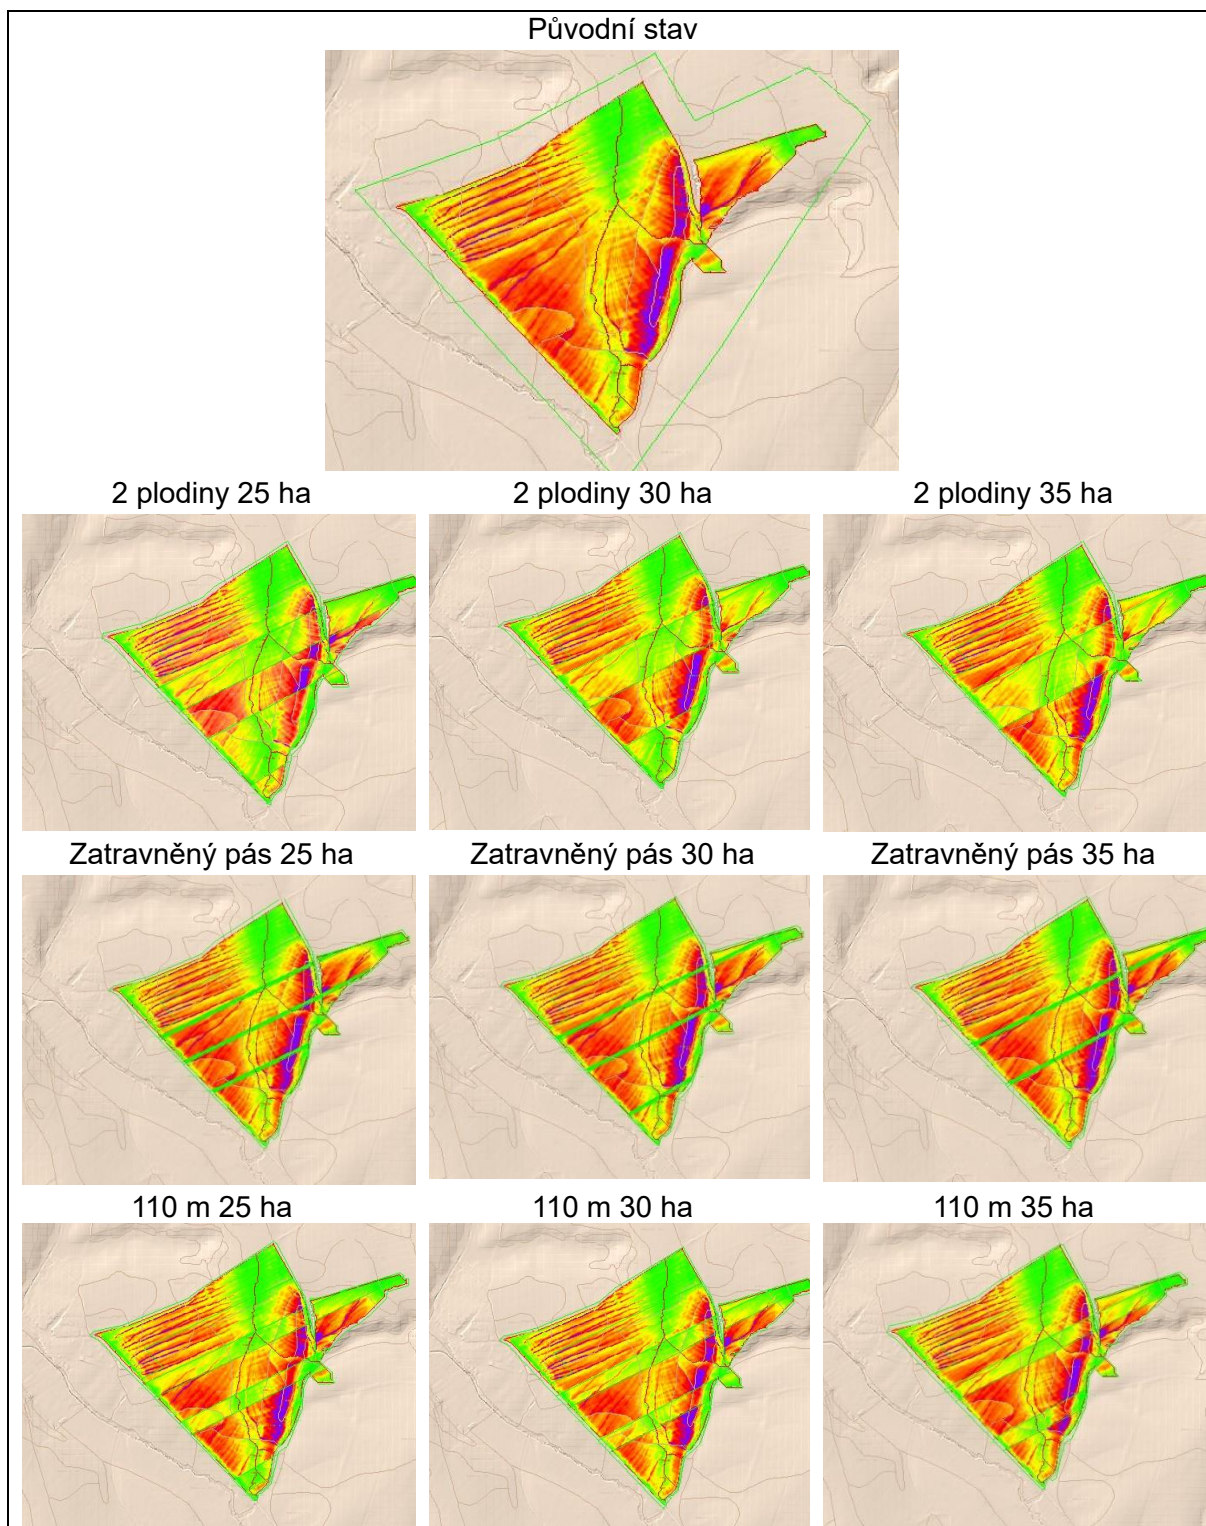 Původní stav
2 plodiny 25 ha
2 plodiny 30 ha
2 plodiny 35 ha
Zatravněný pás 25 ha
Zatravněný pás 30 ha
Zatravněný pás 35 ha
110 m 25 ha
110 m 30 ha
110 m 35 ha